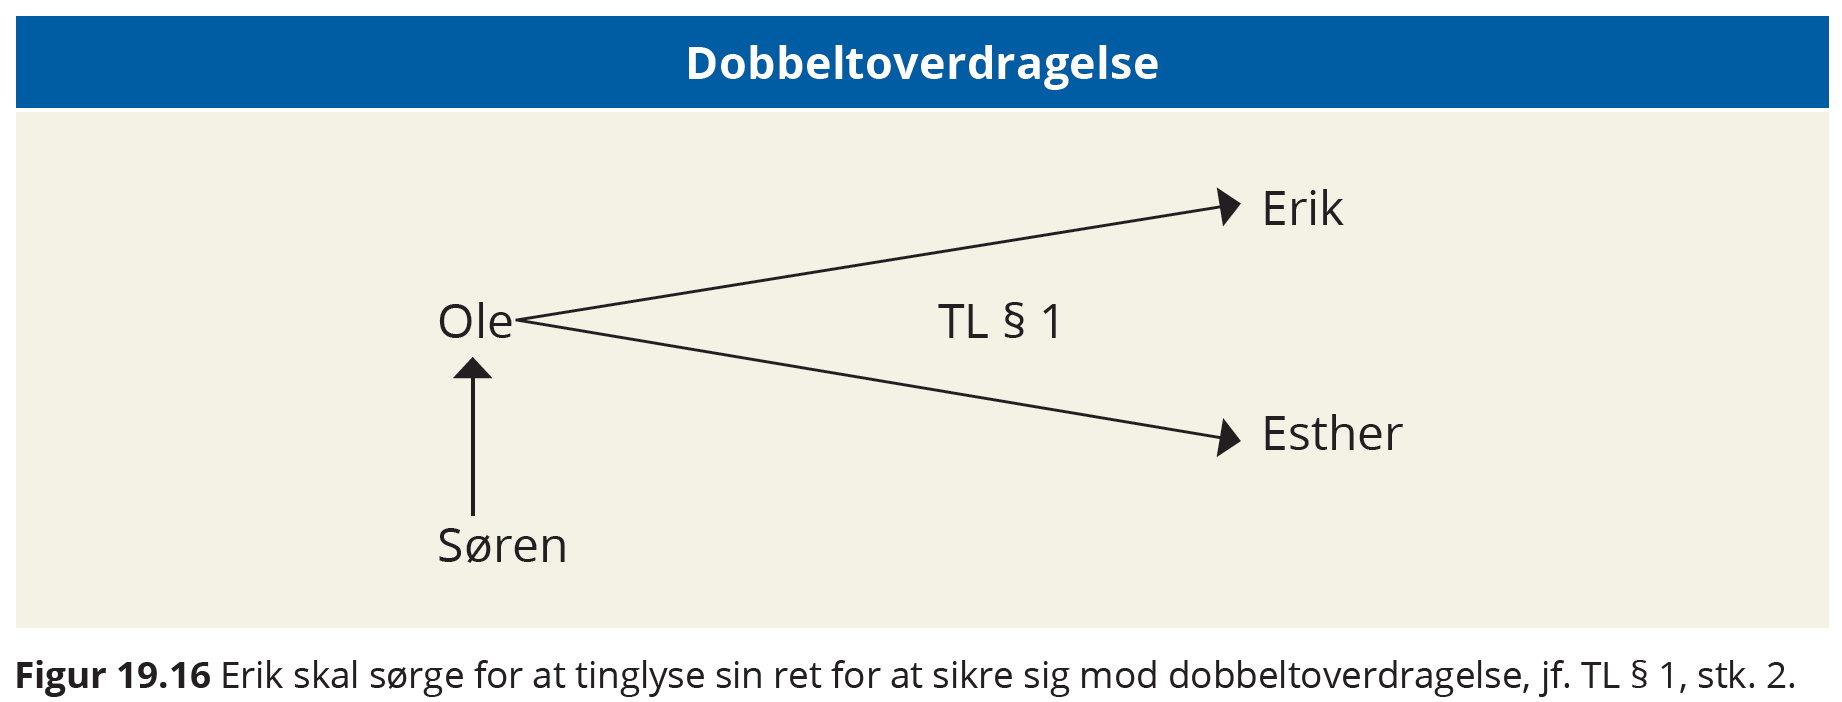 Dobbeltoverdragelse
Erik
Ole
TL § 1
Esther
Søren
Figur 19.16 Erik skal sørge for at tinglyse sin ret for at sikre sig mod dobbeltoverdragelse, jf. TL § 1, stk. 2.